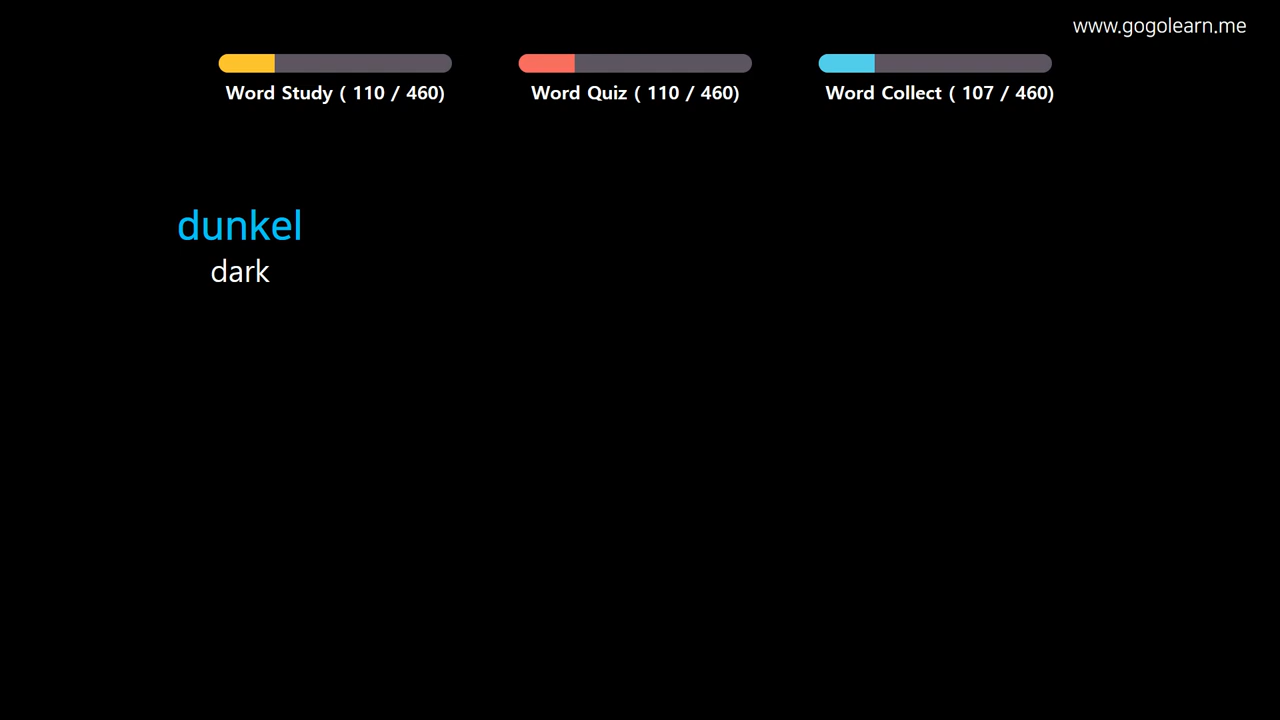 www.gogolearn.me
Word Study ( 110 / 460)
Word Quiz ( 110 / 460)
Word Collect ( 107 / 460)
dunkel
dark